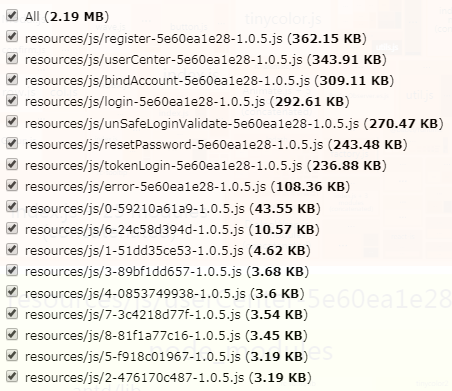 tinycolor.js
All (2.19 MB)
resources/js/register-5e60ea1e28-1.0.5.js (362.15 KB)
resources/js/userCenter-5e60ea1e28-1.0.5.js (343.91 KB)
resources/js/bindAccount-5e60ea1e28-1.0.5.js (309.11 KB)
resources/js/login-5e60ea1e28-1.0.5.js (292.61 KB)
resources/js/unSafeLoginValidate-5e60ea1e28-1.0.5.js (270.47 KB)
resources/js/resetPassword-5e60ea1e28-1.0.5.js (243.48 KB)
resources/js/tokenLogin-5e60ea1e28-1.0.5.js (236.88 KB)
resources/js/error-5e60ea1e28-1.0.5.js (108.36 KB)
resources/js/0-59210a61a9-1.0.5.js (43.55 KB)
resources/js/6-24c58d394d-1.0.5.js (10.57 KB)
resources/js/1-51dd35ce53-1.0.5.js (4.62 KB)
resources/js/3-89bf1dd657-1.0.5.js (3.68 KB)
resources/js/4-0853749938-1.0.5.js (3.6 KB)
resources/js/userCenter-5e60ea1e28
resources/js/7-3c4218d77f-1.0.5.js (3.54 KB)
resources/js/8-81f1a77c16-1.0.5.js (3.45 KB)
node_modules
resources/js/5-f918c01967-1.0.5.js (3.19 KB)
resources/js/2-476170c487-1.0.5.js (3.19 KB)